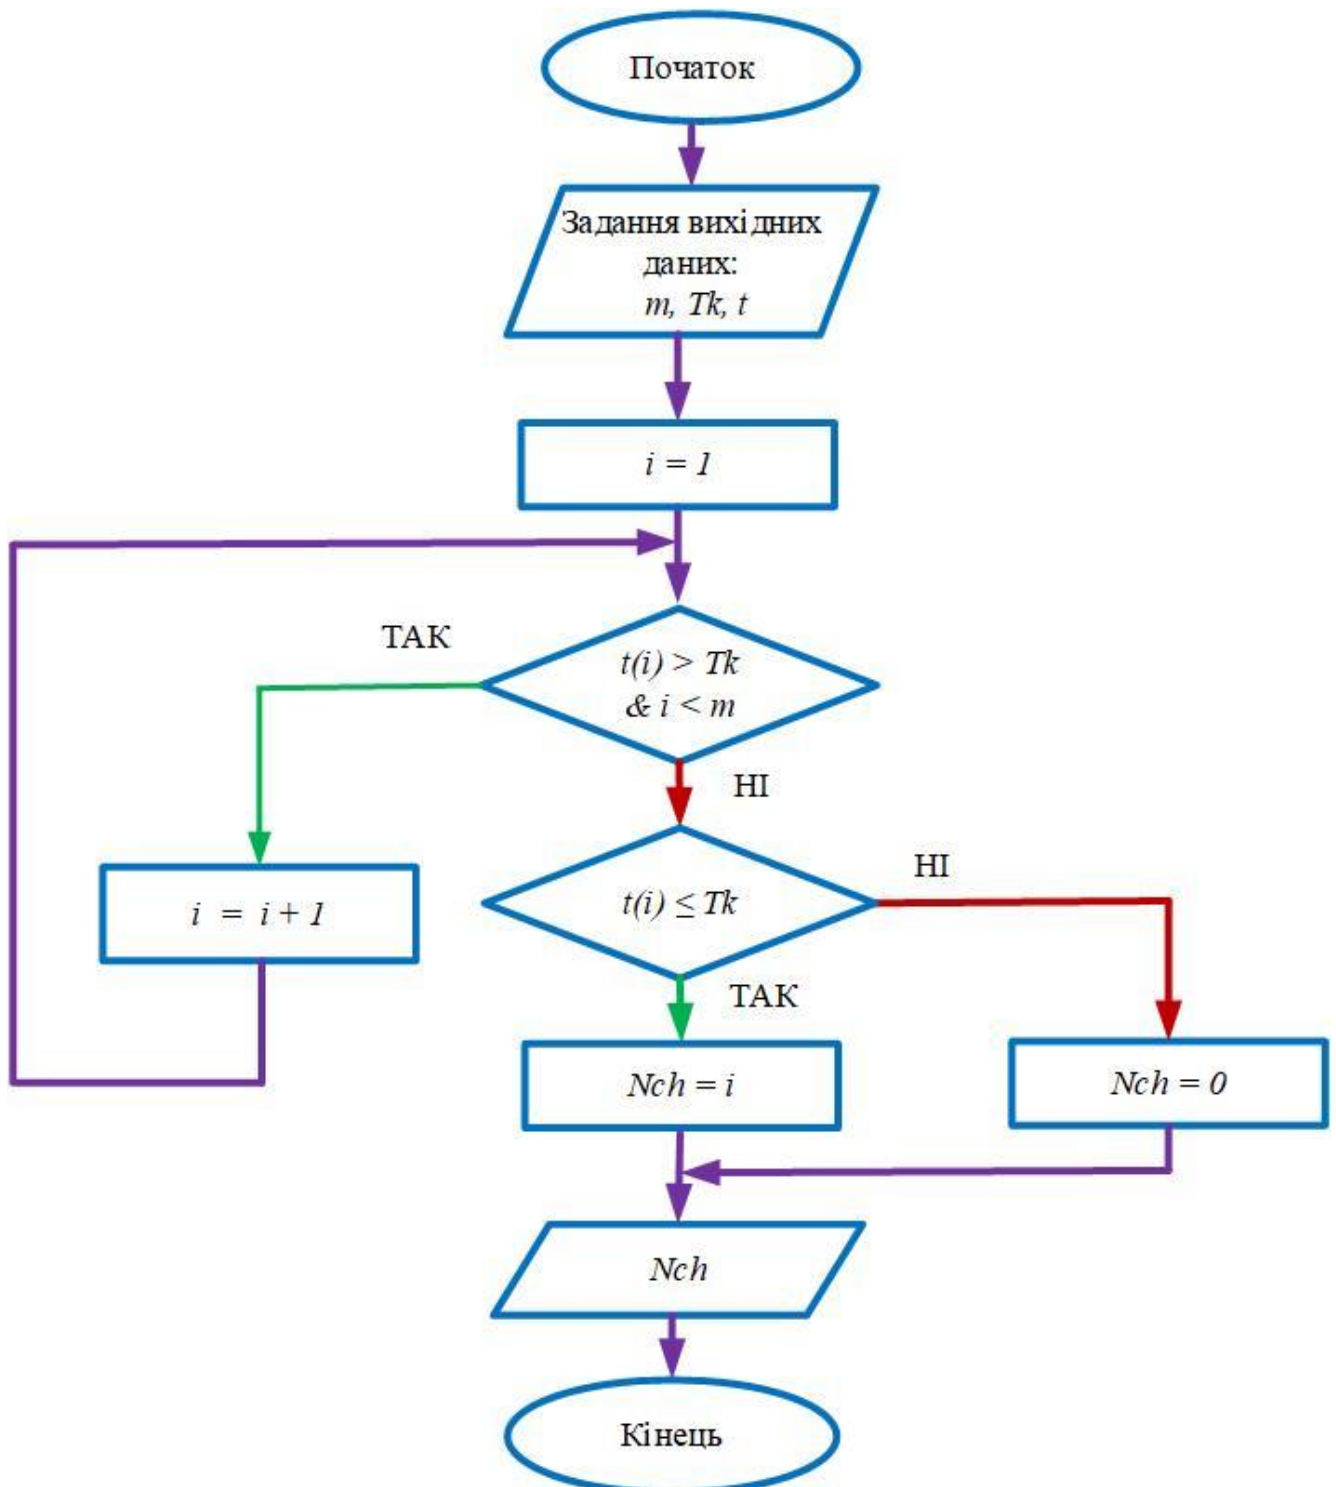 Початок
Задання вихідних
даних:
m, Tk, t
i = 1
ТАК
t(i) > Tk
& i < m
НІ
i = i + 1
t(i) ≤ Tk
НІ
ТАК
Nch = i
Nch = 0
Nch
Кінець